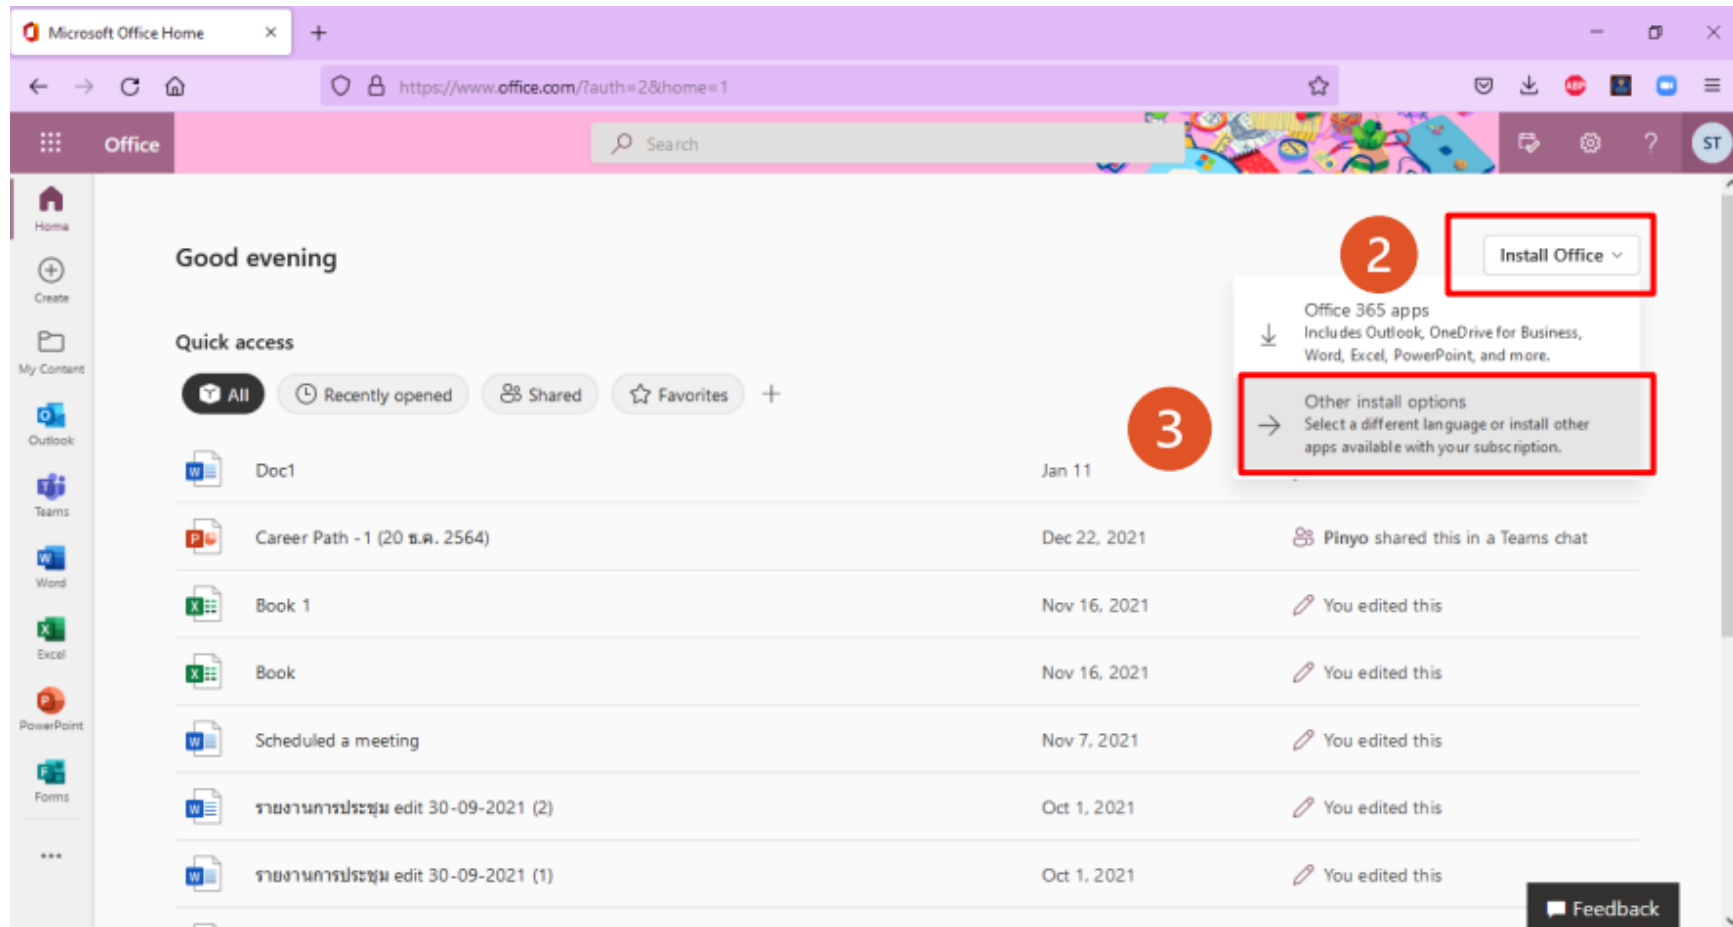 Microsoft Office Home
https://www.office.com/?auth=2&home=1
ABP
Office
Search
ST
Home
Create
My Content
Outlook
Teams
Word
Excel
PowerPoint
Forms
Good evening
2
Install Office
Office 365 apps
Includes Outlook, OneDrive for Business,
Word, Excel, PowerPoint, and more.
3
Other install options
Select a different language or install other
apps available with your subscription.
Quick access
All Recently opened Shared Favorites
Doc1 Jan 11
Career Path -1 (20 ธ.ค. 2564) Dec 22, 2021 Pinyo shared this in a Teams chat
Book 1 Nov 16, 2021 You edited this
Book Nov 16, 2021 You edited this
Scheduled a meeting Nov 7, 2021 You edited this
รายงานการประชุม edit 30-09-2021 (2) Oct 1, 2021 You edited this
รายงานการประชุม edit 30-09-2021 (1) Oct 1, 2021 You edited this
Feedback